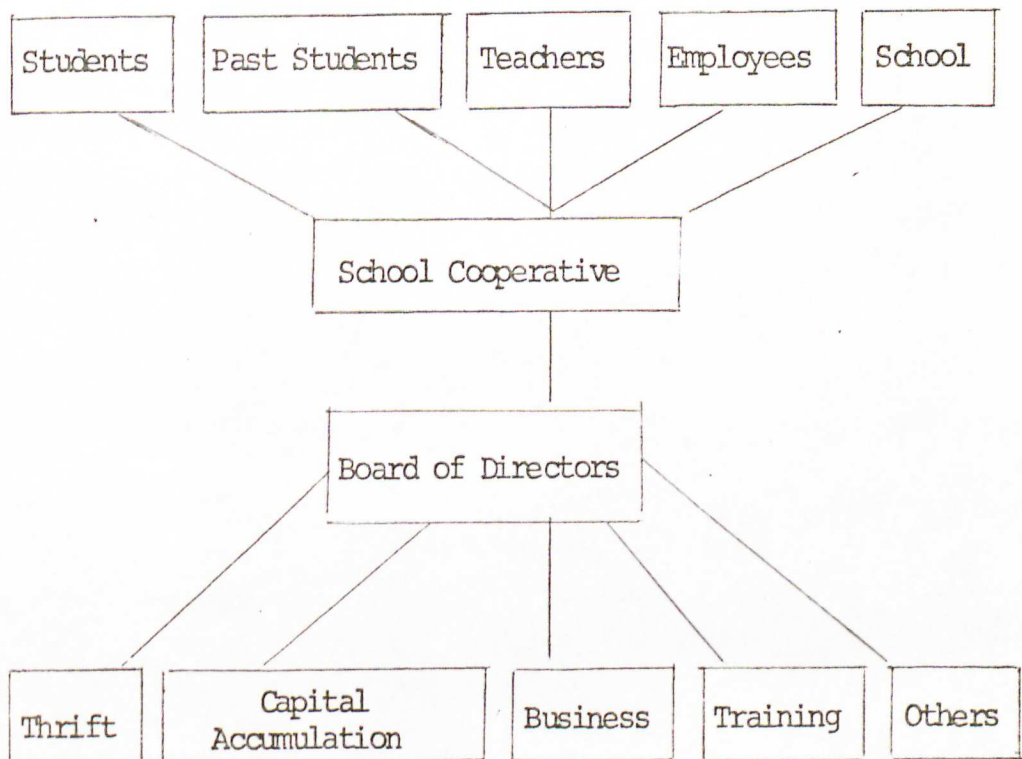 Students
Past Students
Teachers
Employees
School
School Cooperative
Board of Directors
Thrift
Capital
Accumulation
Business
Training
Others